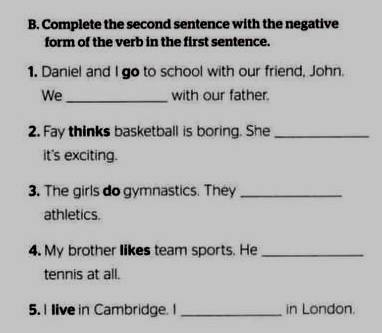 B. Complete the second sentence with the negative
form of the verb in the first sentence.
1. Daniel and I go to school with our friend, John.
We ____________ with our father.
2. Fay thinks basketball is boring. She ____________
it's exciting.
3. The girls do gymnastics. They ____________
athletics.
4. My brother likes team sports. He ____________
tennis at all.
5. I live in Cambridge. I ____________ in London.